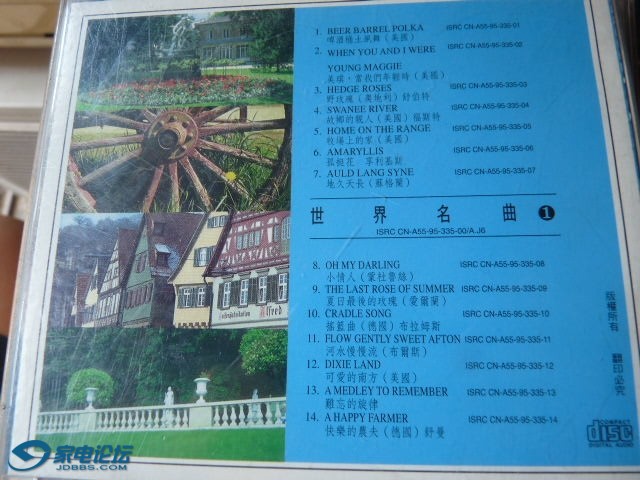 1. BEER BARREL POLKA ISRC CN-A55-95-335-01
啤酒桶土風舞（美國）
2. WHEN YOU AND I WERE ISRC CN-A55-95-335-02
YOUNG MAGGIE
美琪，當我們年輕時（美國）
3. HEDGE ROSES ISRC CN-A55-95-335-03
野玫瑰（奧地利）舒伯特
4. SWANEE RIVER ISRC CN-A55-95-335-04
故鄉的親人（美國）福斯特
5. HOME ON THE RANGE ISRC CN-A55-95-335-05
牧場上的家（美國）
6. AMARYLLIS ISRC CN-A55-95-335-06
孤挺花 亨利基斯
7. AULD LANG SYNE ISRC CN-A55-95-335-07
地久天長（蘇格蘭）
世界名曲 1
ISRC CN-A55-95-335-00/A.J6
8. OH MY DARLING ISRC CN-A55-95-335-08
小情人（蒙杜魯絲）
9. THE LAST ROSE OF SUMMER ISRC CN-A55-95-335-09
夏日最後的玫瑰（愛爾蘭）
10. CRADLE SONG ISRC CN-A55-95-335-10
搖籃曲（德國）布拉姆斯
11. FLOW GENTLY SWEET AFTON ISRC CN-A55-95-335-11
河水慢慢流（布爾斯）
12. DIXIE LAND ISRC CN-A55-95-335-12
可愛的南方（美國）
13. A MEDLEY TO REMEMBER ISRC CN-A55-95-335-13
難忘的旋律
14. A HAPPY FARMER ISRC CN-A55-95-335-14
快樂的農夫（德國）舒曼
版權所有 翻印必究
COMPACT
disc
DIGITAL AUDIO
Alfred
家电论坛
JDBBS.COM